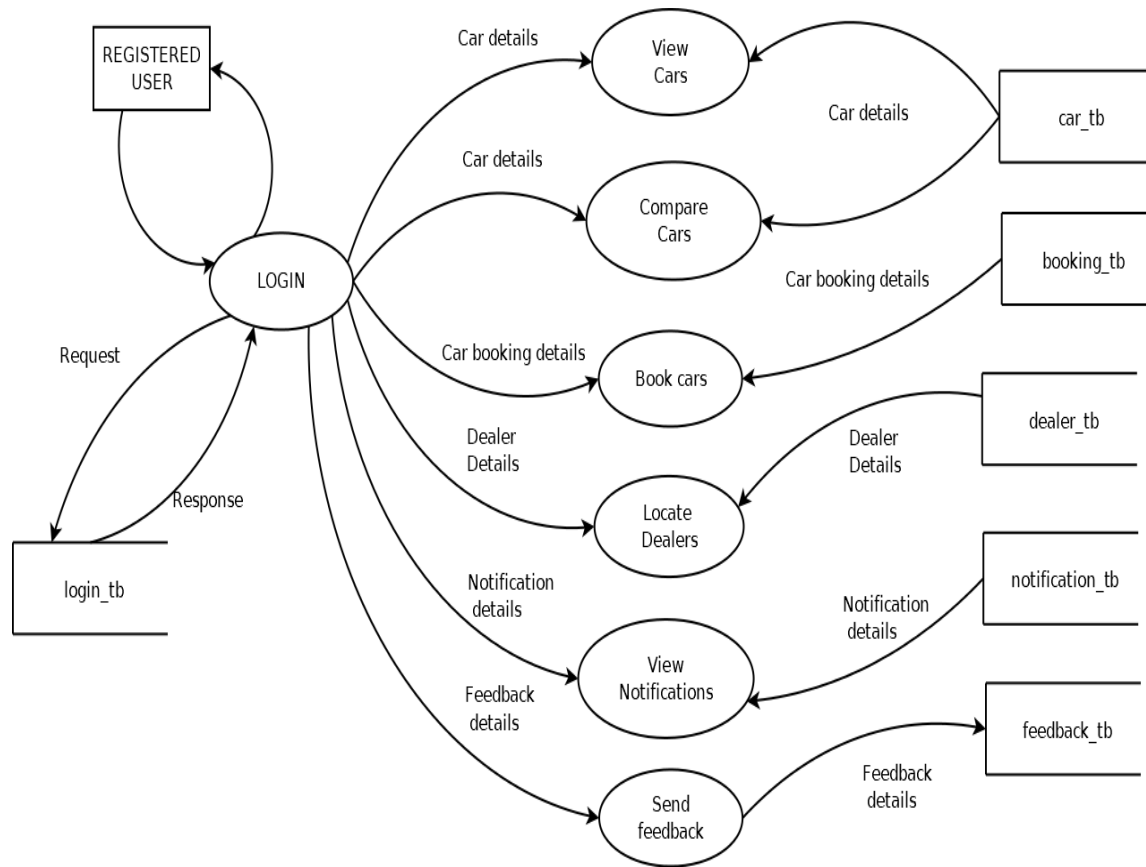 REGISTERED
USER
Car details
View
Cars
Car details
car_tb
Car details
Compare
Cars
LOGIN
Car booking details
booking_tb
Request
Car booking details
Book cars
Dealer
Details
Dealer
Details
dealer_tb
Response
Locate
Dealers
login_tb
Notification
details
Notification
details
notification_tb
View
Notifications
Feedback
details
feedback_tb
Feedback
details
Send
feedback